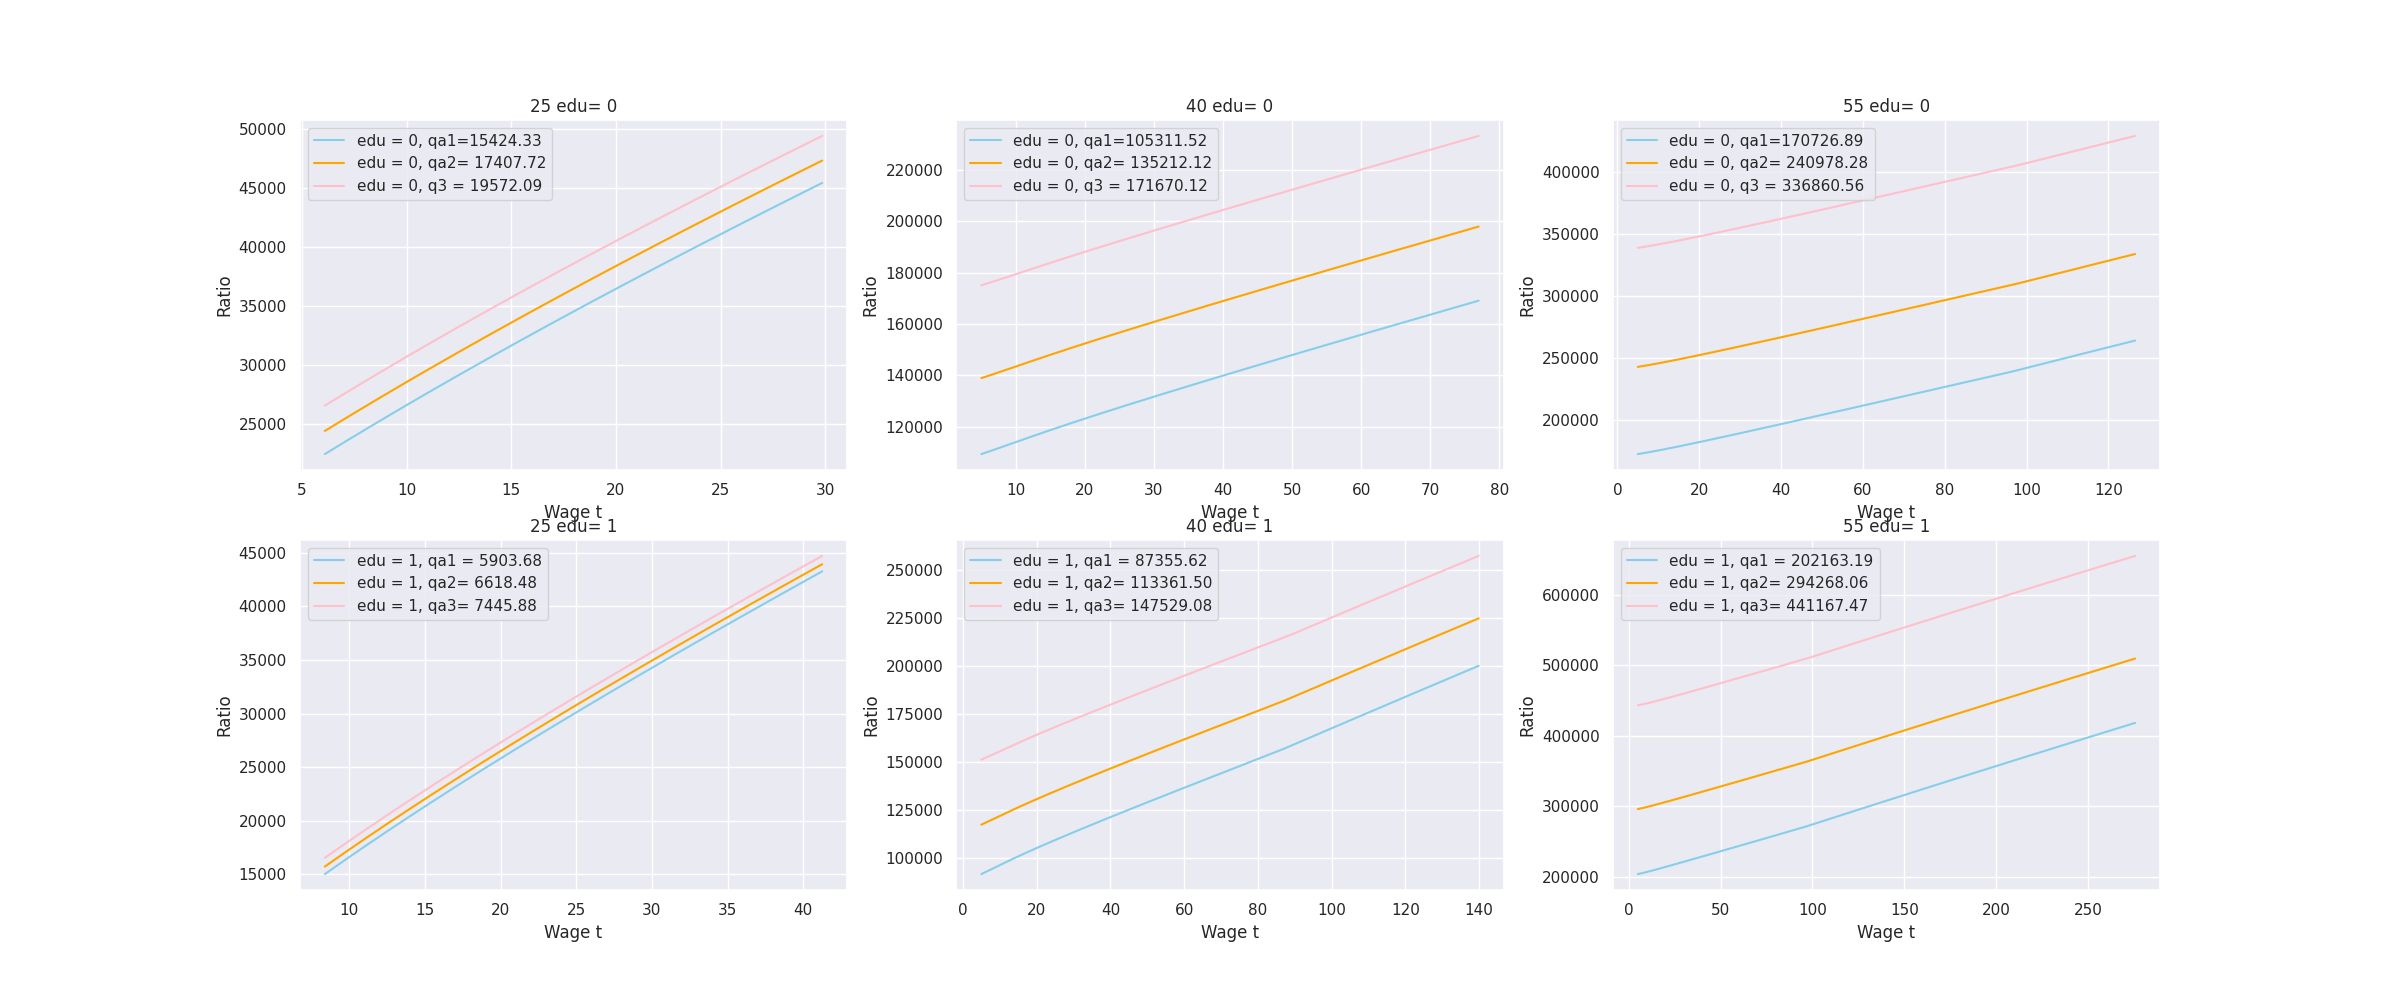 25 edu= 0
50000
45000
40000
35000
30000
25000
Ratio
edu = 0, qa1=15424.33
edu = 0, qa2= 17407.72
edu = 0, q3 = 19572.09
5 10 15 20 25 30
Wage t
40 edu= 0
220000
200000
180000
160000
140000
120000
Ratio
edu = 0, qa1=105311.52
edu = 0, qa2= 135212.12
edu = 0, q3 = 171670.12
10 20 30 40 50 60 70 80
Wage t
55 edu= 0
400000
350000
300000
250000
200000
Ratio
edu = 0, qa1=170726.89
edu = 0, qa2= 240978.28
edu = 0, q3 = 336860.56
0 20 40 60 80 100 120
Wage t
25 edu= 1
45000
40000
35000
30000
25000
20000
15000
Ratio
edu = 1, qa1 = 5903.68
edu = 1, qa2= 6618.48
edu = 1, qa3= 7445.88
10 15 20 25 30 35 40
Wage t
40 edu= 1
250000
225000
200000
175000
150000
125000
100000
Ratio
edu = 1, qa1 = 87355.62
edu = 1, qa2= 113361.50
edu = 1, qa3= 147529.08
0 20 40 60 80 100 120 140
Wage t
55 edu= 1
600000
500000
400000
300000
200000
Ratio
edu = 1, qa1 = 202163.19
edu = 1, qa2= 294268.06
edu = 1, qa3= 441167.47
0 50 100 150 200 250
Wage t